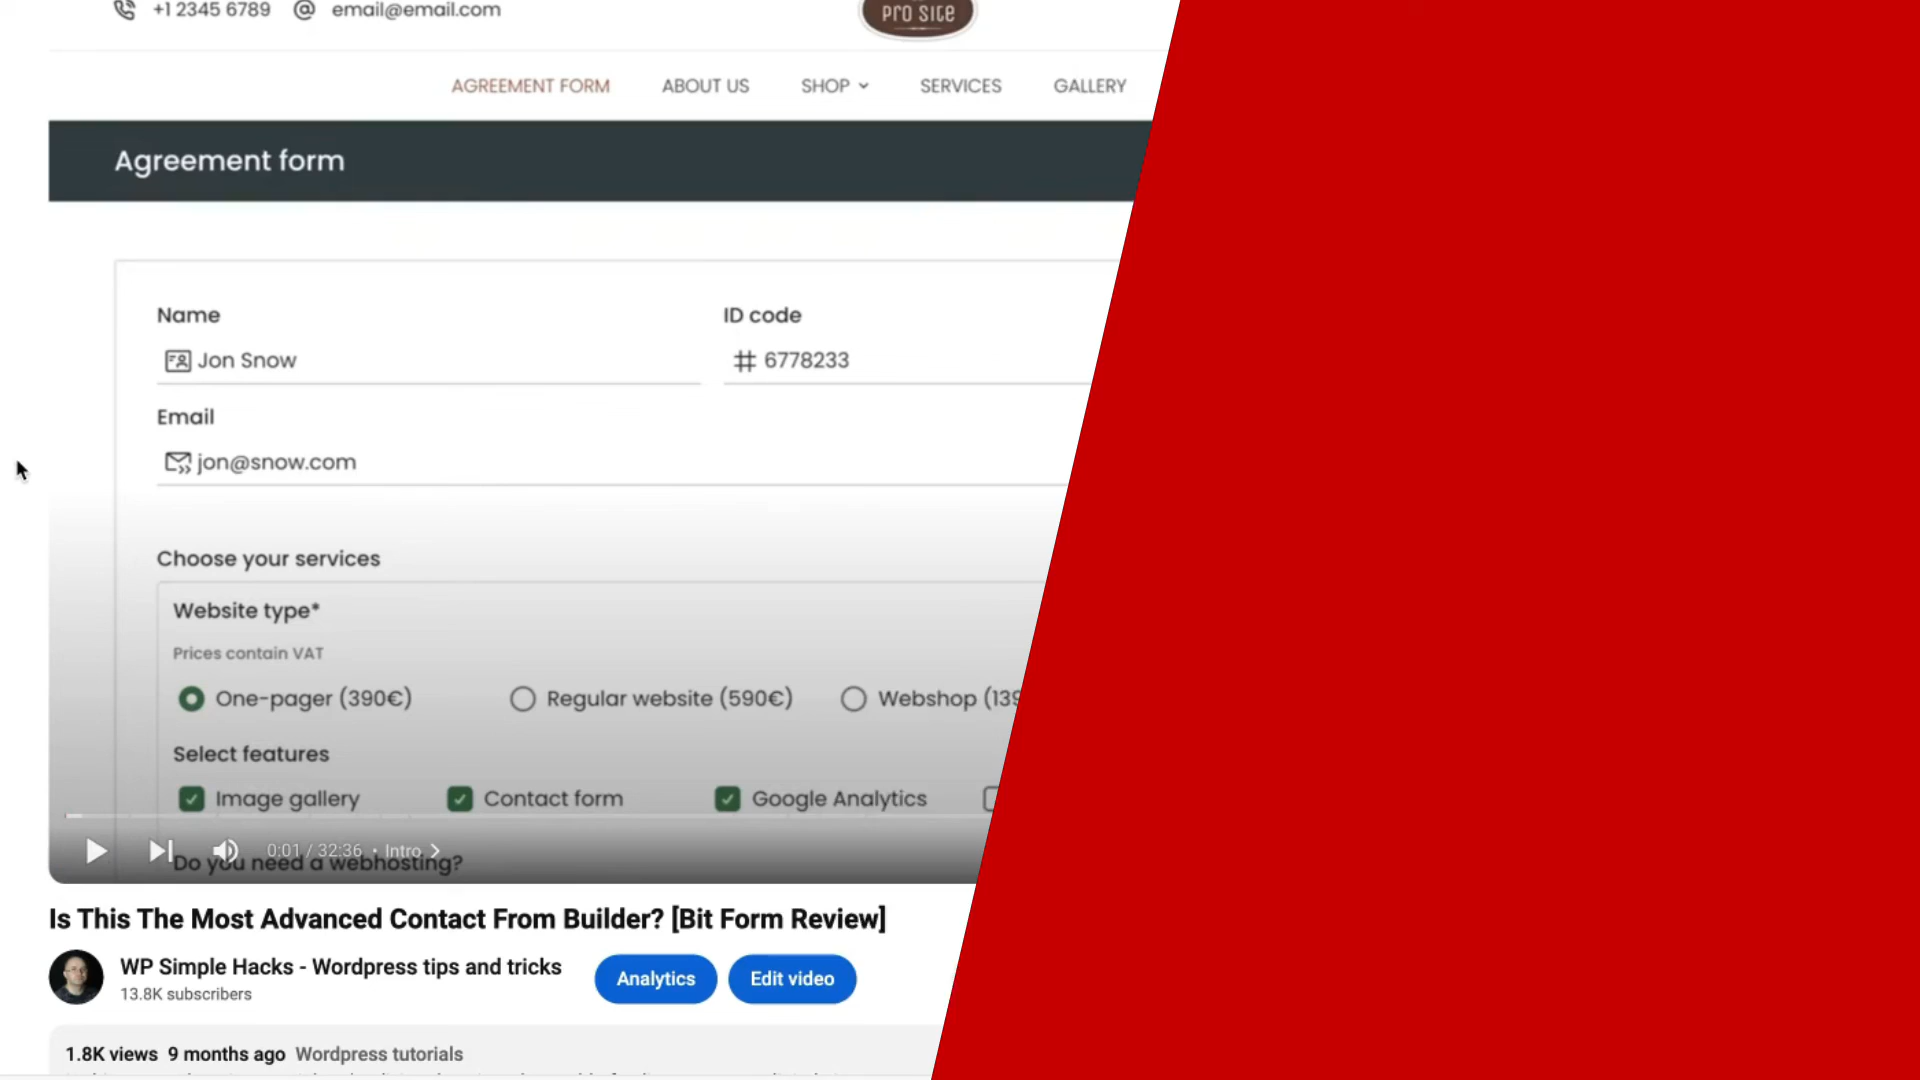 +1 2345 6789 @ email@email.com
Pro Site
AGREEMENT FORM ABOUT US SHOP SERVICES GALLERY
Agreement form
Name ID code
Jon Snow # 6778233
Email
jon@snow.com
Choose your services
Website type*
Prices contain VAT
One-pager (390€) Regular website (590€) Webshop (139
Select features
Image gallery Contact form Google Analytics
0:01 / 32:36 • Intro
Do you need a webhosting?
Is This The Most Advanced Contact From Builder? [Bit Form Review]
WP Simple Hacks - Wordpress tips and tricks
13.8K subscribers
Analytics Edit video
1.8K views 9 months ago Wordpress tutorials